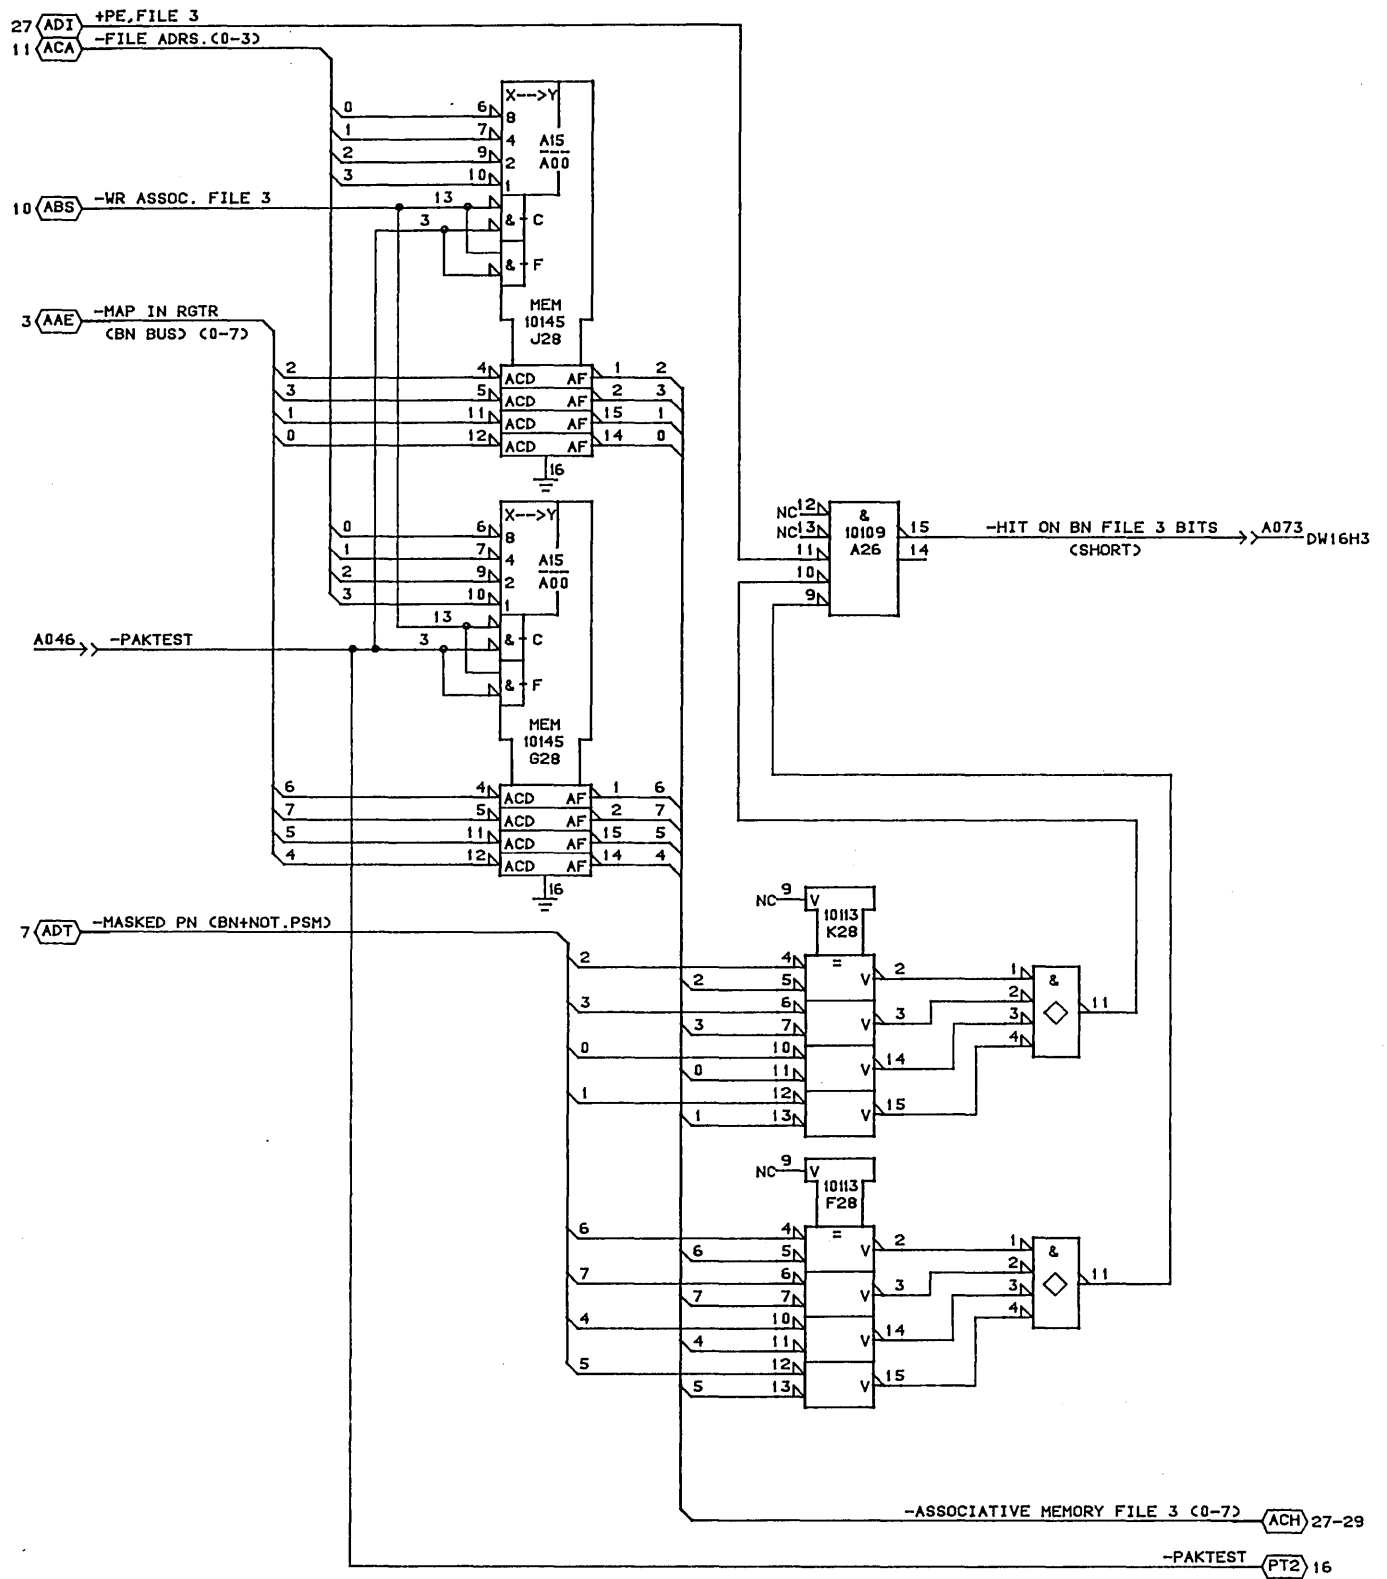 27 ADI +PE,FILE 3
11 ACA -FILE ADRS.(0-3)
X--->Y
0 6 8
1 7 4 A15
2 9 2 A00
3 10 1
10 ABS -WR ASSOC. FILE 3 13
3 & C
& F
3 AAE -MAP IN RGTR
(BN BUS) (0-7)
MEM
10145
J28
2 4 ACD AF 1 2
3 5 ACD AF 2 3
1 11 ACD AF 15 1
0 12 ACD AF 14 0
16
X--->Y
0 6 8
1 7 4 A15
2 9 2 A00
3 10 1
13
A046 -PAKTEST 3 & C
& F
NC 12 &
NC 13 10109 15 -HIT ON BN FILE 3 BITS A073 DW16H3
11 A26 14 (SHORT)
10
9
MEM
10145
G28
6 4 ACD AF 1 6
7 5 ACD AF 2 7
5 11 ACD AF 15 5
4 12 ACD AF 14 4
16
NC 9 V
10113
K28
7 ADT -MASKED PN (BN+NOT.PSM)
2 4 = 2 1
2 5 V &
3 6 3 2 11
3 7 V 3
0 10 14 4
0 11 V
1 12 15
1 13 V
NC 9 V
10113
F28
6 4 = 2 1
6 5 V &
7 6 3 2 11
7 7 V 3
4 10 14 4
4 11 V
5 12 15
5 13 V
-ASSOCIATIVE MEMORY FILE 3 (0-7) ACH 27-29
-PAKTEST PT2 16